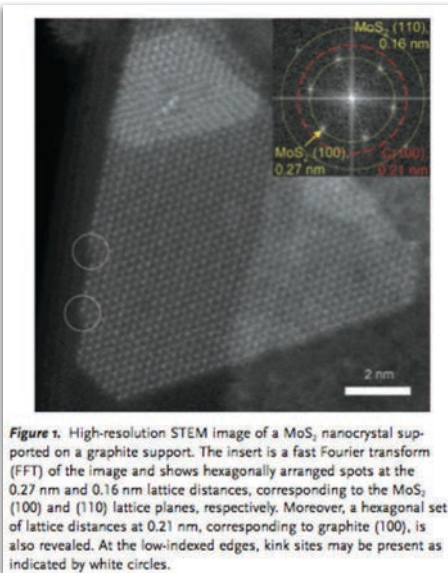 MoS₂ (110),
0.16 nm
MoS₂ (100),
0.27 nm
C(100),
0.21 nm
2 nm
Figure 1. High-resolution STEM image of a MoS₂ nanocrystal sup-
ported on a graphite support. The insert is a fast Fourier transform
(FFT) of the image and shows hexagonally arranged spots at the
0.27 nm and 0.16 nm lattice distances, corresponding to the MoS₂
(100) and (110) lattice planes, respectively. Moreover, a hexagonal set
of lattice distances at 0.21 nm, corresponding to graphite (100), is
also revealed. At the low-indexed edges, kink sites may be present as
indicated by white circles.